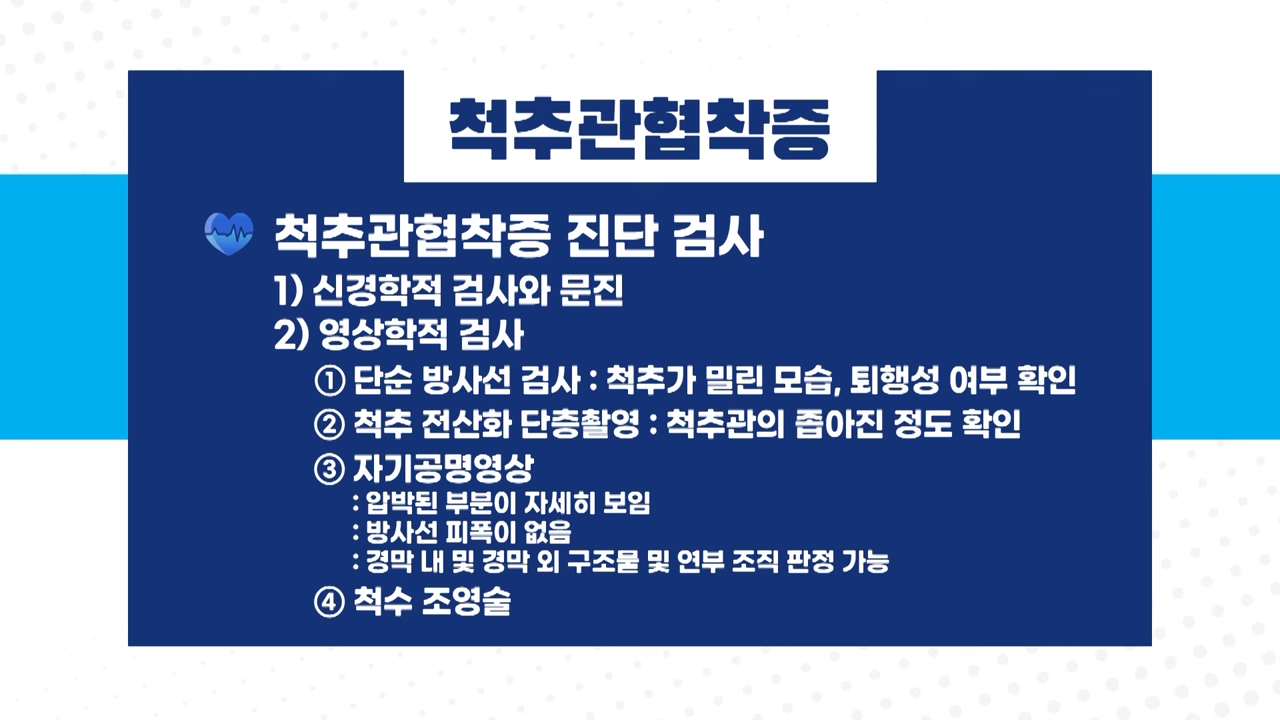 척추관협착증
척추관협착증 진단 검사
1) 신경학적 검사와 문진
2) 영상학적 검사
① 단순 방사선 검사 : 척추가 밀린 모습, 퇴행성 여부 확인
② 척추 전산화 단층촬영 : 척추관의 좁아진 정도 확인
③ 자기공명영상
: 압박된 부분이 자세히 보임
: 방사선 피폭이 없음
: 경막 내 및 경막 외 구조물 및 연부 조직 판정 가능
④ 척수 조영술